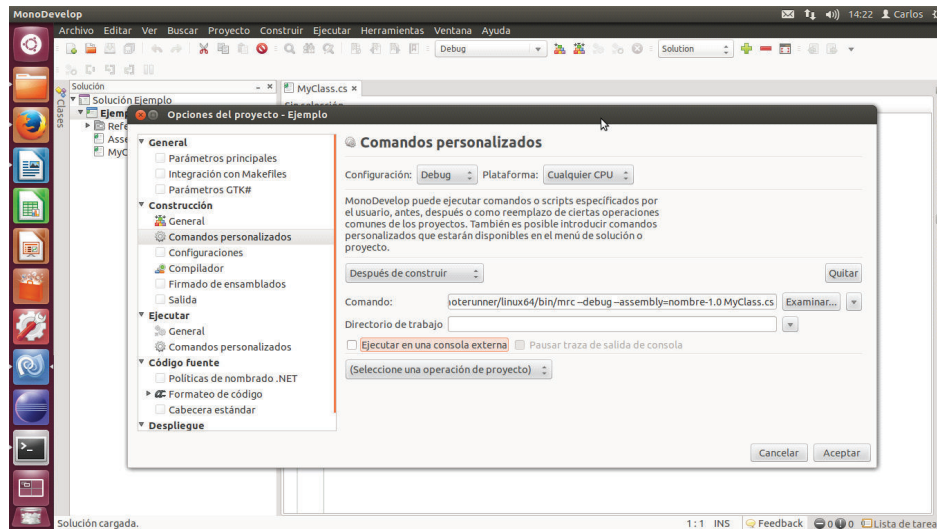 MonoDevelop
14:22 Carlos
Archivo Editar Ver Buscar Proyecto Construir Ejecutar Herramientas Ventana Ayuda
Debug
Solution
Solución
MyClass.cs
Clases
Solución Ejemplo
Ejem
Refe
Asse
MyC
Opciones del proyecto - Ejemplo
General
Parámetros principales
Integración con Makefiles
Parámetros GTK#
Construcción
General
Comandos personalizados
Configuraciones
Compilador
Firmado de ensamblados
Salida
Ejecutar
General
Comandos personalizados
Código fuente
Políticas de nombrado .NET
Formateo de código
Cabecera estándar
Despliegue
Comandos personalizados
Configuración: Debug Plataforma: Cualquier CPU
MonoDevelop puede ejecutar comandos o scripts especificados por
el usuario, antes, después o como reemplazo de ciertas operaciones
comunes de los proyectos. También es posible introducir comandos
personalizados que estarán disponibles en el menú de solución o
proyecto.
Después de construir Quitar
Comando: oterunner/linux64/bin/mrc –debug –assembly=nombre-1.0 MyClass.cs Examinar...
Directorio de trabajo
Ejecutar en una consola externa Pausar traza de salida de consola
(Seleccione una operación de proyecto)
Cancelar Aceptar
Solución cargada.
1:1 INS Feedback 0 0 Lista de tarea